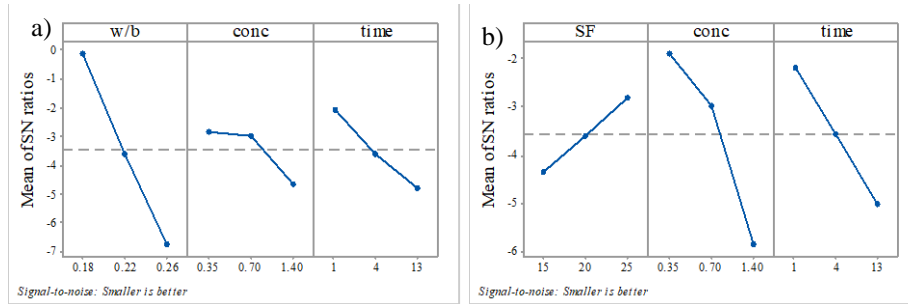 a)
w/b conc time
Mean of SN ratios
0
-1
-2
-3
-4
-5
-6
-7
0.18 0.22 0.26 0.35 0.70 1.40 1 4 13
Signal-to-noise: Smaller is better
b)
SF conc time
Mean of SN ratios
-2
-3
-4
-5
-6
15 20 25 0.35 0.70 1.40 1 4 13
Signal-to-noise: Smaller is better